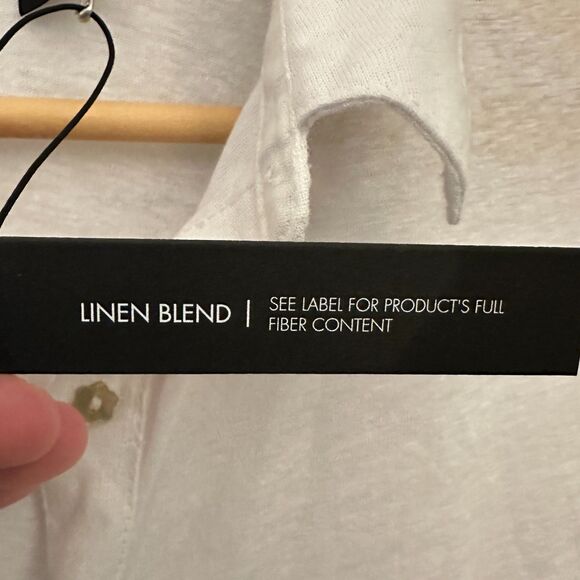 LINEN BLEND | SEE LABEL FOR PRODUCT'S FULL
FIBER CONTENT